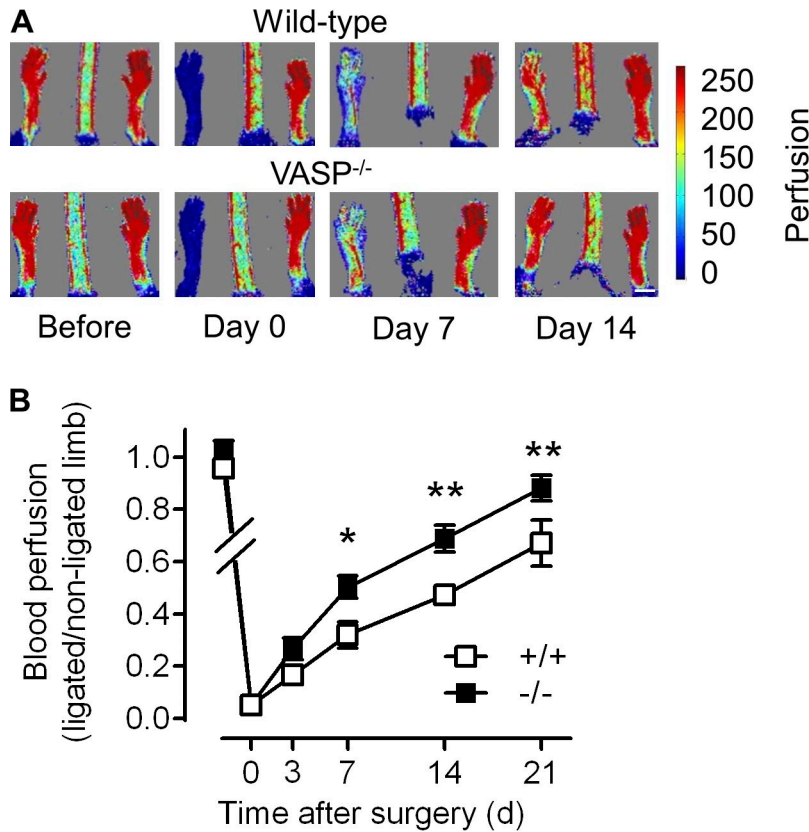 A
Wild-type
VASP-/-
Before Day 0 Day 7 Day 14
250
200
150
100
50
0
Perfusion
B
Blood perfusion
(ligated/non-ligated limb)
1.0
0.8
0.6
0.4
0.2
0.0
*
**
**
+/+
-/-
0 3 7 14 21
Time after surgery (d)